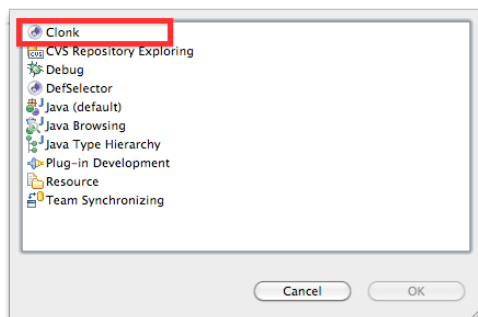 Clonk
CVS Repository Exploring
Debug
DefSelector
Java (default)
Java Browsing
Java Type Hierarchy
Plug-in Development
Resource
Team Synchronizing
Cancel OK